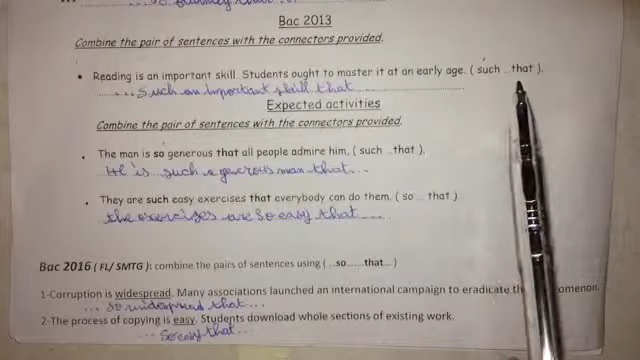 Bac 2013
Combine the pair of sentences with the connectors provided.
• Reading is an important skill. Students ought to master it at an early age. ( such ...that ).
... Such an important skill that
Expected activities
Combine the pair of sentences with the connectors provided.
• The man is so generous that all people admire him. ( such ...that ).
He is such a generous man that...
• They are such easy exercises that everybody can do them. ( so ... that )
the exercises are so easy that....
Bac 2016 ( FL/ SMTG ): combine the pairs of sentences using ( ...so......that... )
1-Corruption is widespread. Many associations launched an international campaign to eradicate omenon.
... so widespread that...
2-The process of copying is easy. Students download whole sections of existing work.
... So easy that...